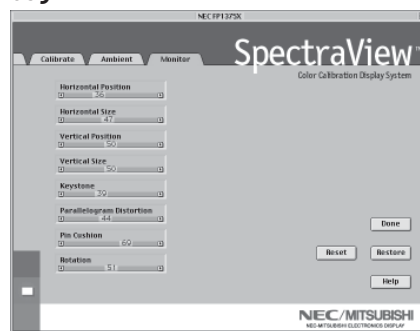 NEC FP1375X
Calibrate Ambient Monitor
SpectraView™
Color Calibration Display System
Horizontal Position
36
Horizontal Size
47
Vertical Position
50
Vertical Size
50
Keystone
39
Parallelogram Distortion
44
Pin Cushion
69
Rotation
51
Done
Reset Restore
Help
NEC/MITSUBISHI
NEC-MITSUBISHI ELECTRONICS DISPLAY